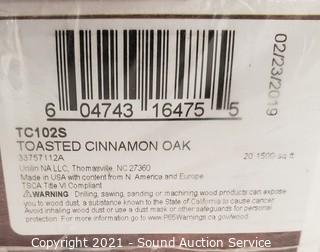 02/23/2019
6 04743 16475 5
TC102S
TOASTED CINNAMON OAK
33757112A
20.1500 sq ft
Unilin NA LLC, Thomasville, NC 27360
Made in USA with content from N. America and Europe
TSCA Title VI Compliant
WARNING: Drilling, sawing, sanding or machining wood products can expose
you to wood dust, a substance known to the State of California to cause cancer.
Avoid inhaling wood dust or use a dust mask or other safeguards for personal
protection. For more information go to www.P65Warnings.ca.gov/wood.
Copyright 2021 - Sound Auction Service